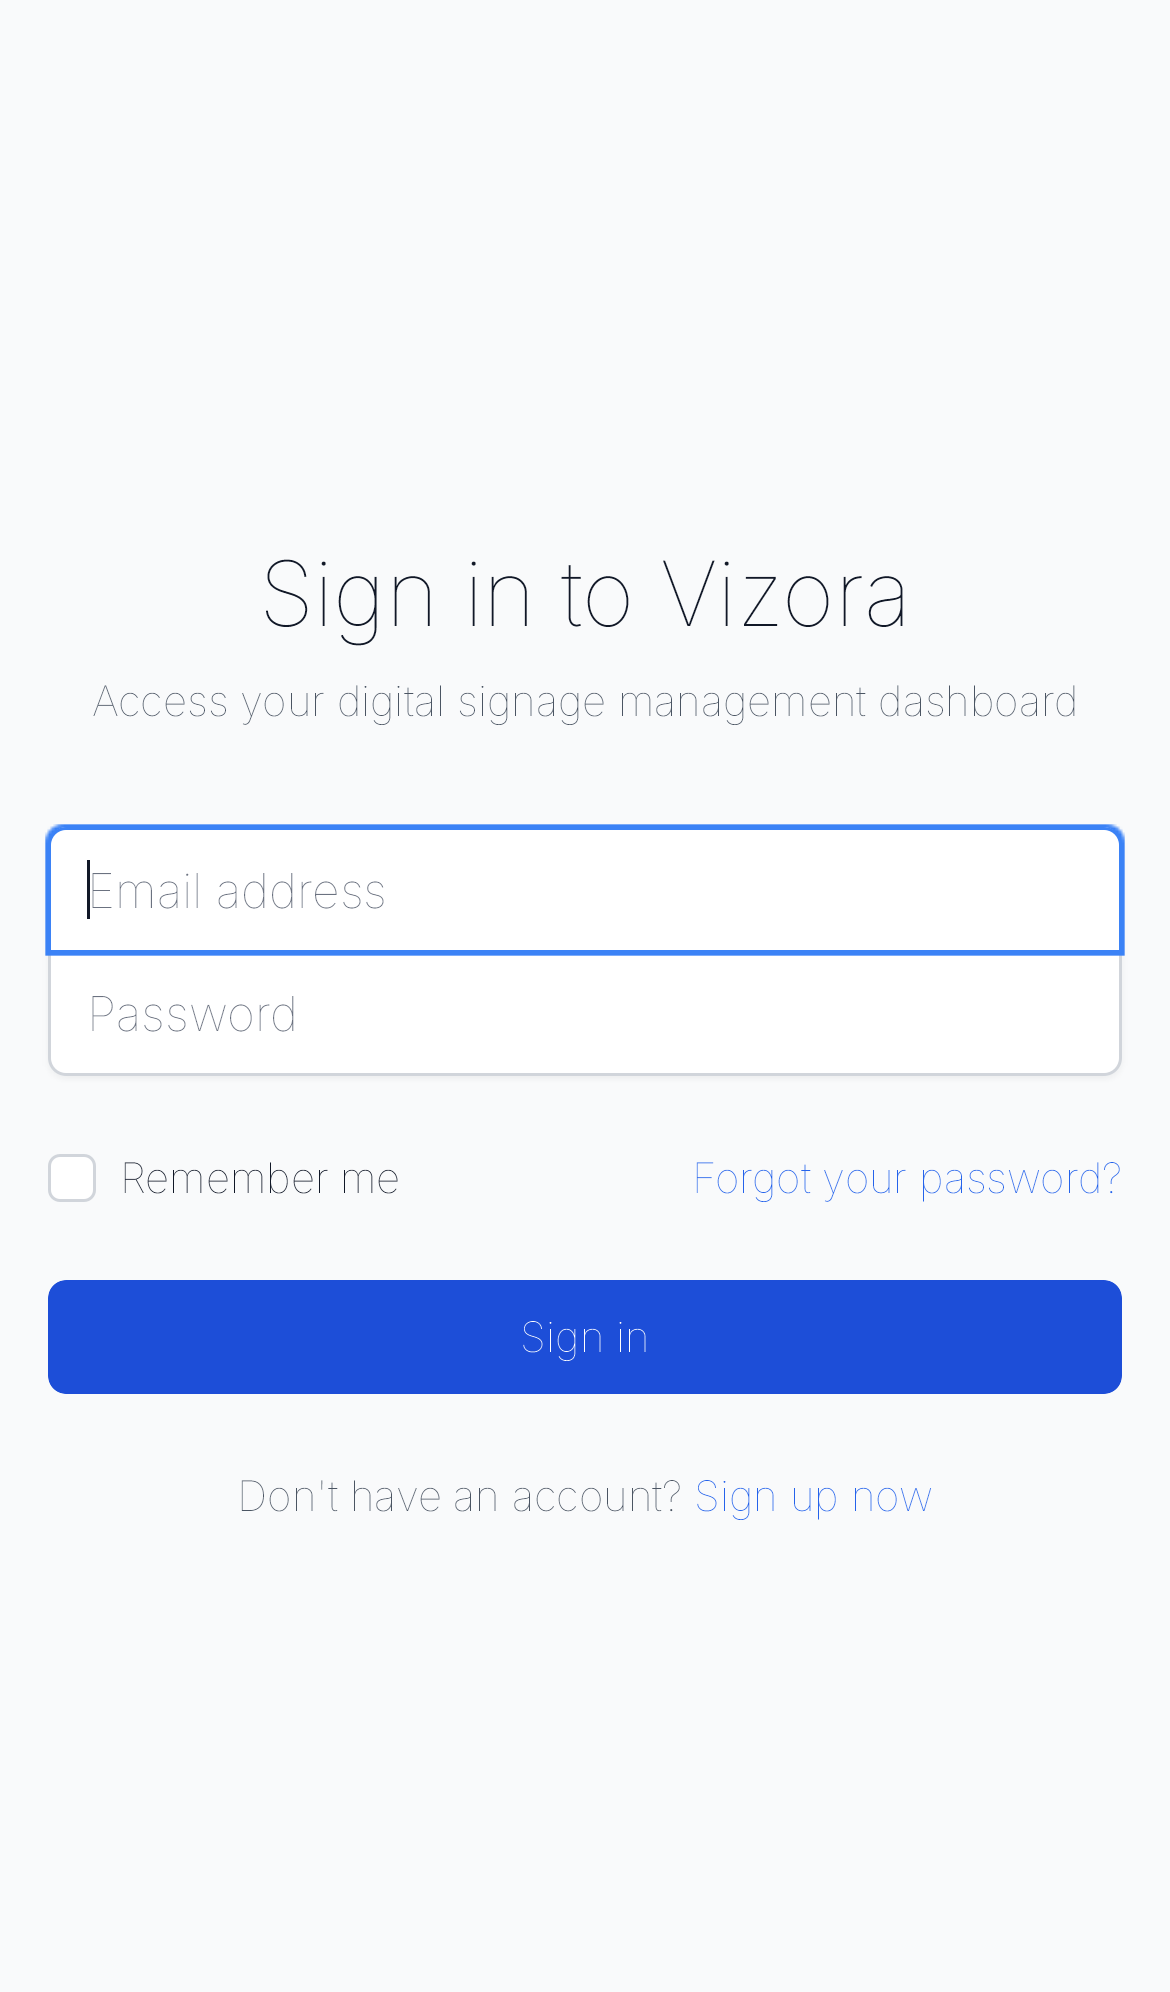 Sign in to Vizora
Access your digital signage management dashboard
Email address
Password
Remember me
Forgot your password?
Sign in
Don't have an account? Sign up now